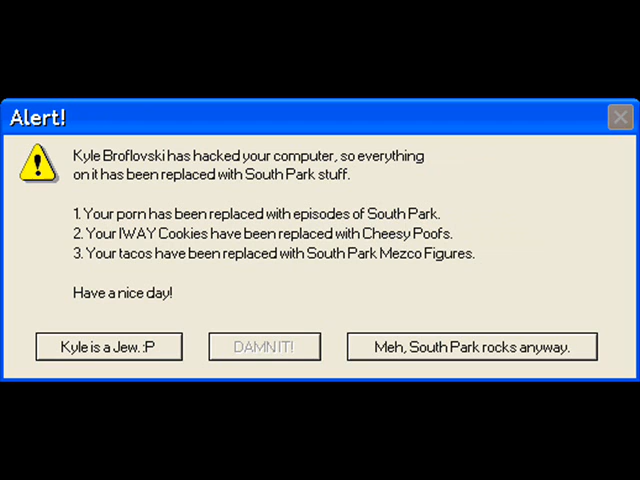 Alert!
Kyle Broflovski has hacked your computer, so everything
on it has been replaced with South Park stuff.
1. Your porn has been replaced with episodes of South Park.
2. Your IWAY Cookies have been replaced with Cheesy Poofs.
3. Your tacos have been replaced with South Park Mezco Figures.
Have a nice day!
Kyle is a Jew. :P
DAMN IT!
Meh, South Park rocks anyway.